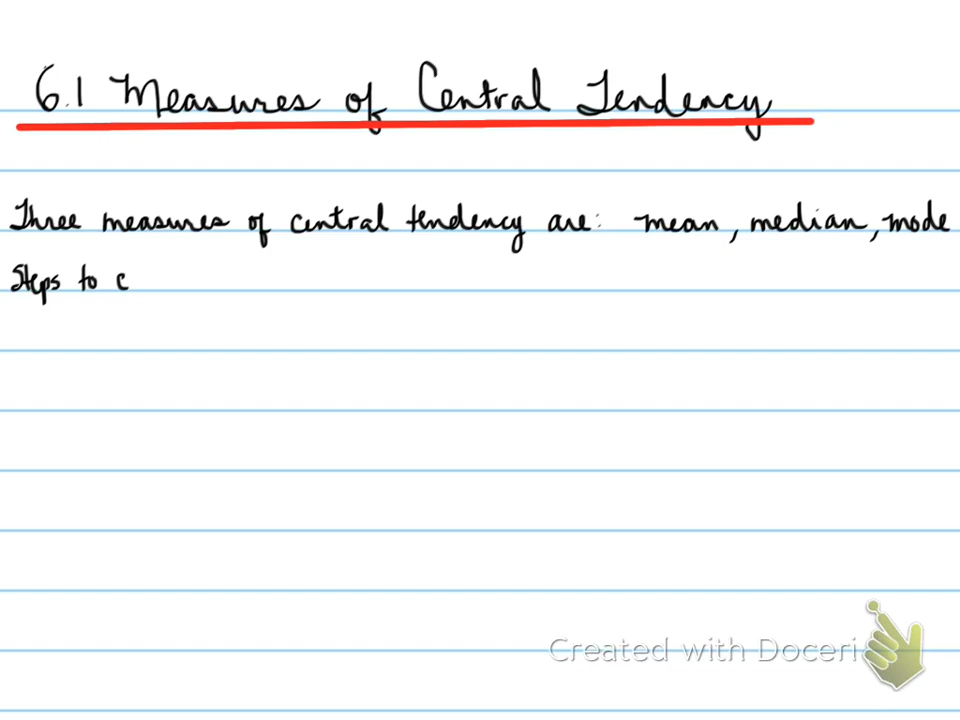 6.1 Measures of Central Tendency
Three measures of central tendency are: mean, median, mode
Steps to c
Created with Doceri